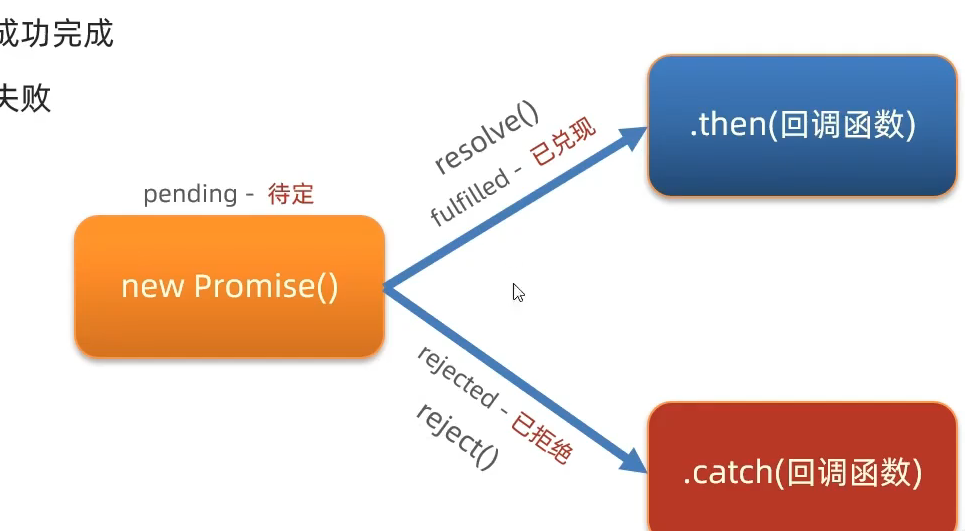 成功完成
失败
pending - 待定
new Promise()
resolve()
fulfilled - 已兑现
.then(回调函数)
rejected - 已拒绝
reject()
.catch(回调函数)